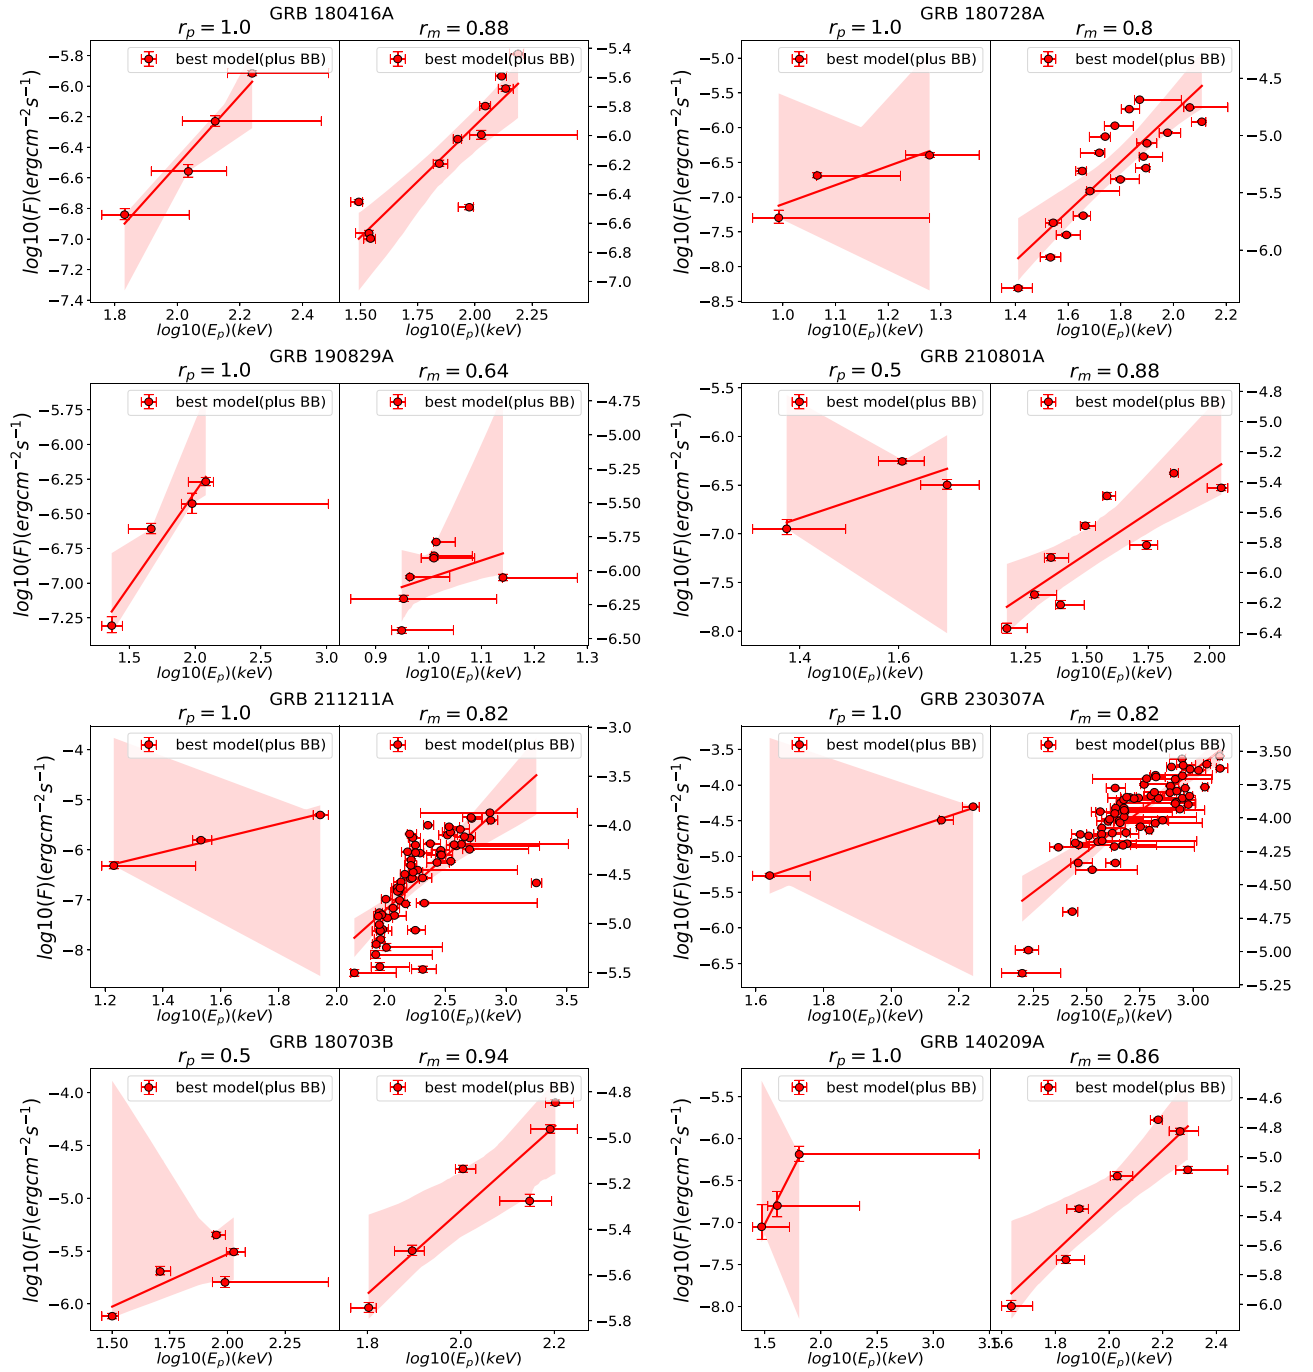 GRB 180416A
r_p = 1.0
r_m = 0.88
best model(plus BB)
best model(plus BB)
log10(F)(ergcm⁻²s⁻¹)
−5.8
−6.0
−6.2
−6.4
−6.6
−6.8
−7.0
−7.2
−7.4
−5.4
−5.6
−5.8
−6.0
−6.2
−6.4
−6.6
−6.8
−7.0
1.8 2.0 2.2 2.4
1.50 1.75 2.00 2.25
log10(E_p)(keV)
log10(E_p)(keV)
GRB 180728A
r_p = 1.0
r_m = 0.8
best model(plus BB)
best model(plus BB)
log10(F)(ergcm⁻²s⁻¹)
−5.0
−5.5
−6.0
−6.5
−7.0
−7.5
−8.0
−8.5
−4.5
−5.0
−5.5
−6.0
1.0 1.1 1.2 1.3
1.4 1.6 1.8 2.0 2.2
log10(E_p)(keV)
log10(E_p)(keV)
GRB 190829A
r_p = 1.0
r_m = 0.64
best model(plus BB)
best model(plus BB)
log10(F)(ergcm⁻²s⁻¹)
−5.75
−6.00
−6.25
−6.50
−6.75
−7.00
−7.25
−4.75
−5.00
−5.25
−5.50
−5.75
−6.00
−6.25
−6.50
1.5 2.0 2.5 3.0
0.9 1.0 1.1 1.2 1.3
log10(E_p)(keV)
log10(E_p)(keV)
GRB 210801A
r_p = 0.5
r_m = 0.88
best model(plus BB)
best model(plus BB)
log10(F)(ergcm⁻²s⁻¹)
−5.5
−6.0
−6.5
−7.0
−7.5
−8.0
−4.8
−5.0
−5.2
−5.4
−5.6
−5.8
−6.0
−6.2
−6.4
1.4 1.6
1.25 1.50 1.75 2.00
log10(E_p)(keV)
log10(E_p)(keV)
GRB 211211A
r_p = 1.0
r_m = 0.82
best model(plus BB)
best model(plus BB)
log10(F)(ergcm⁻²s⁻¹)
−4
−5
−6
−7
−8
−3.0
−3.5
−4.0
−4.5
−5.0
−5.5
1.2 1.4 1.6 1.8 2.0
2.0 2.5 3.0 3.5
log10(E_p)(keV)
log10(E_p)(keV)
GRB 230307A
r_p = 1.0
r_m = 0.82
best model(plus BB)
best model(plus BB)
log10(F)(ergcm⁻²s⁻¹)
−3.5
−4.0
−4.5
−5.0
−5.5
−6.0
−6.5
−3.50
−3.75
−4.00
−4.25
−4.50
−4.75
−5.00
−5.25
1.6 1.8 2.0 2.2
2.25 2.50 2.75 3.00
log10(E_p)(keV)
log10(E_p)(keV)
GRB 180703B
r_p = 0.5
r_m = 0.94
best model(plus BB)
best model(plus BB)
log10(F)(ergcm⁻²s⁻¹)
−4.0
−4.5
−5.0
−5.5
−6.0
−4.8
−4.9
−5.0
−5.1
−5.2
−5.3
−5.4
−5.5
−5.6
−5.7
−5.8
1.50 1.75 2.00 2.25
1.8 2.0 2.2
log10(E_p)(keV)
log10(E_p)(keV)
GRB 140209A
r_p = 1.0
r_m = 0.86
best model(plus BB)
best model(plus BB)
log10(F)(ergcm⁻²s⁻¹)
−5.5
−6.0
−6.5
−7.0
−7.5
−8.0
−4.6
−4.8
−5.0
−5.2
−5.4
−5.6
−5.8
−6.0
1.5 2.0 2.5 3.0
1.6 1.8 2.0 2.2 2.4
log10(E_p)(keV)
log10(E_p)(keV)